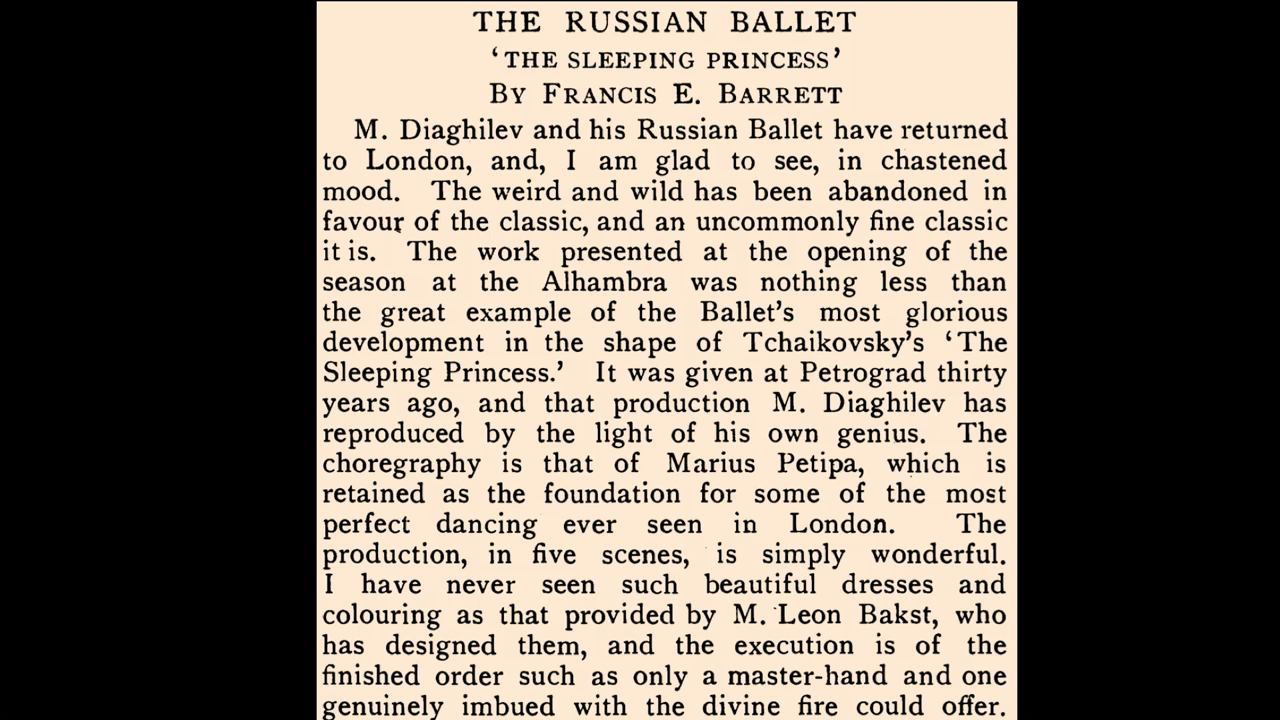 THE RUSSIAN BALLET
‘THE SLEEPING PRINCESS’
By Francis E. Barrett
M. Diaghilev and his Russian Ballet have returned
to London, and, I am glad to see, in chastened
mood. The weird and wild has been abandoned in
favour of the classic, and an uncommonly fine classic
it is. The work presented at the opening of the
season at the Alhambra was nothing less than
the great example of the Ballet’s most glorious
development in the shape of Tchaikovsky’s ‘The
Sleeping Princess.’ It was given at Petrograd thirty
years ago, and that production M. Diaghilev has
reproduced by the light of his own genius. The
choregraphy is that of Marius Petipa, which is
retained as the foundation for some of the most
perfect dancing ever seen in London. The
production, in five scenes, is simply wonderful.
I have never seen such beautiful dresses and
colouring as that provided by M. Leon Bakst, who
has designed them, and the execution is of the
finished order such as only a master-hand and one
genuinely imbued with the divine fire could offer.